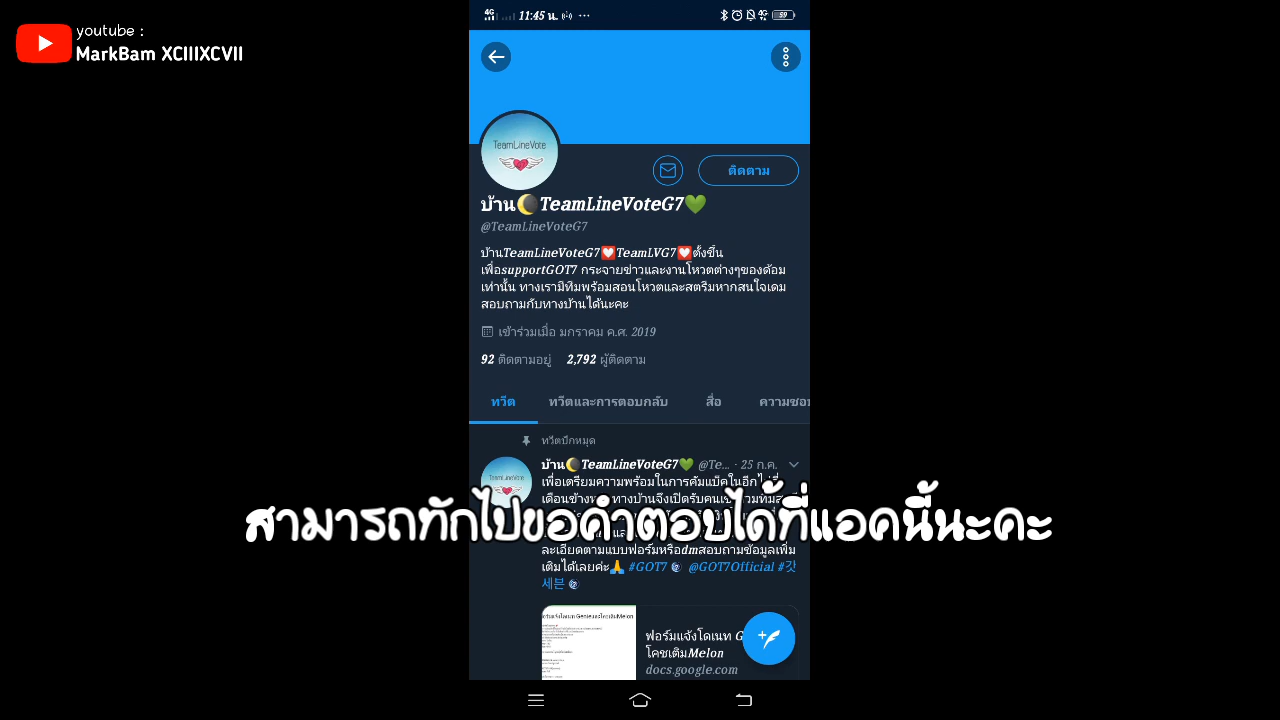 youtube :
MarkBam XCIIIXCVII
4G 11:45 น. 4G 59
TeamLineVote
ติดตาม
บ้าน🌘TeamLineVoteG7💚
@TeamLineVoteG7
บ้านTeamLineVoteG7💟TeamLVG7💟ตั้งขึ้น
เพื่อsupportGOT7 กระจายข่าวและงานโหวตต่างๆของด้อม
เท่านั้น ทางเรามีทีมพร้อมสอนโหวตและสตรีมหากสนใจเดม
สอบถามกับทางบ้านได้นะคะ
เข้าร่วมเมื่อ มกราคม ค.ศ. 2019
92 ติดตามอยู่ 2,792 ผู้ติดตาม
ทวีต ทวีตและการตอบกลับ สื่อ ความชอบ
ทวีตปักหมุด
บ้าน🌘TeamLineVoteG7💚 @Te... · 25 ก.ค.
เพื่อเตรียมความพร้อมในการคัมแบ็คในอีกไม่กี่
สามารถทักไปขอคำตอบได้ที่แอคนี้นะคะ
ละเอียดตามแบบฟอร์มหรือdmสอบถามข้อมูลเพิ่ม
เติมได้เลยค่ะ🙏 #GOT7 @GOT7Official #갓
세븐
ฟอร์มแจ้งโดเนท G
โคชเติมMelon
docs.google.com